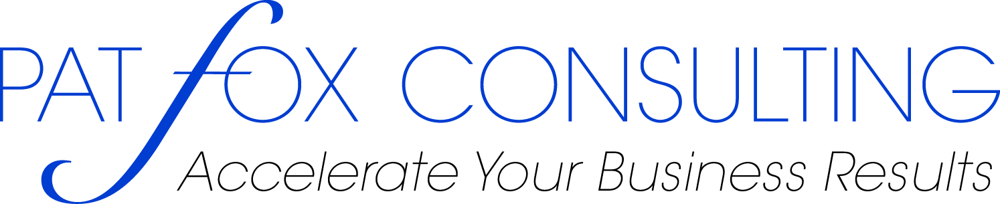 PAT fOX CONSULTING
Accelerate Your Business Results